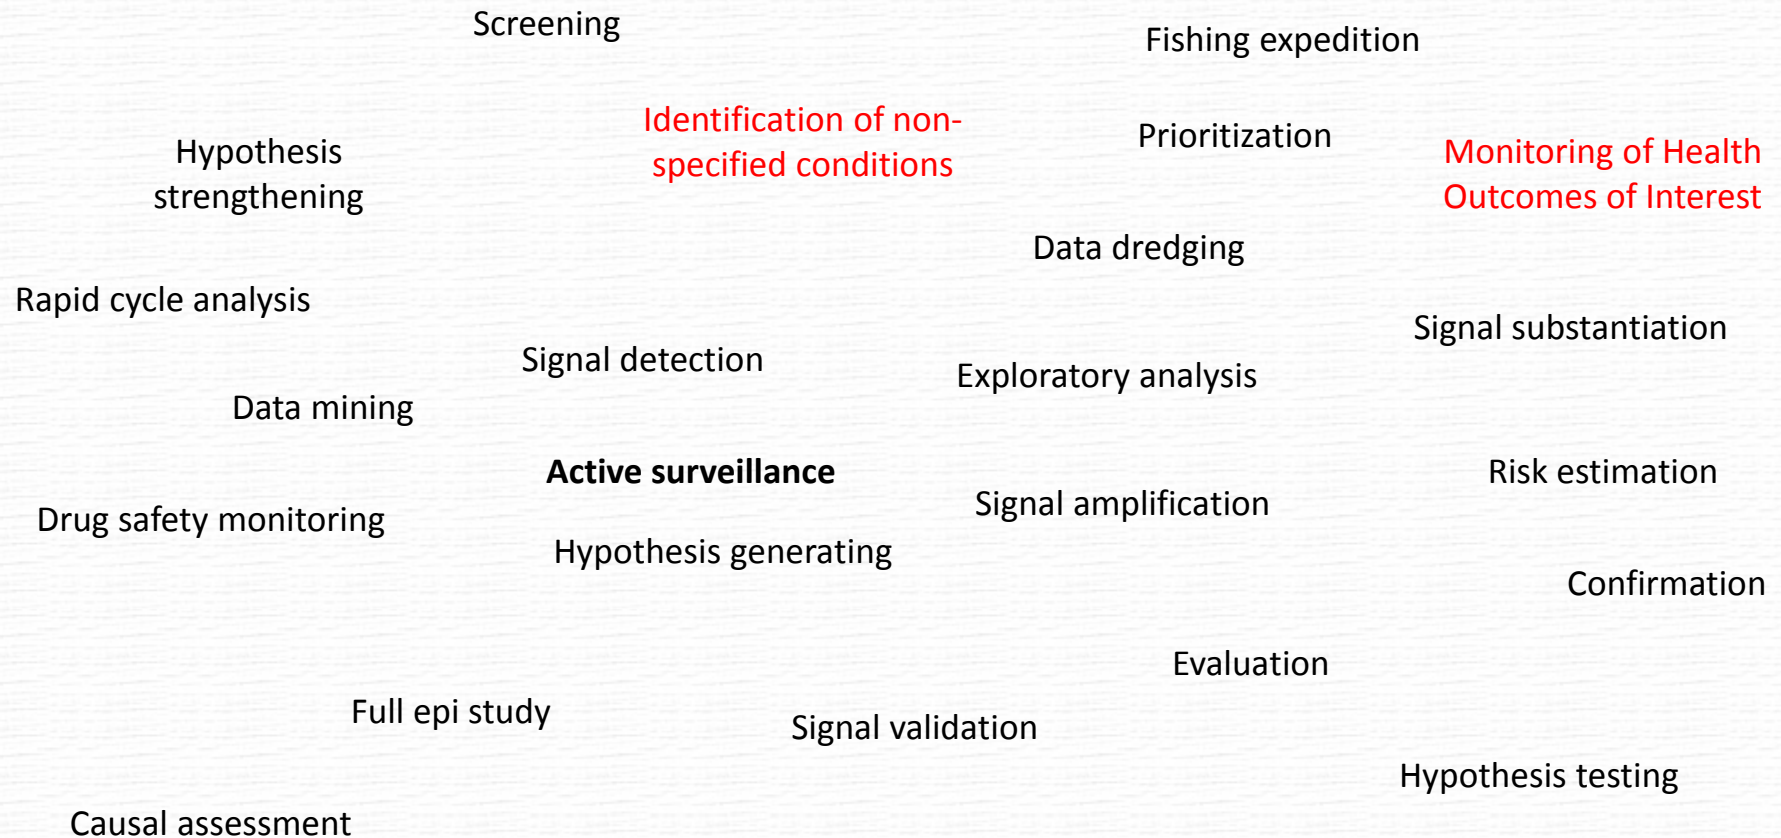 Screening
Fishing expedition
Identification of non-
specified conditions
Prioritization
Hypothesis
strengthening
Monitoring of Health
Outcomes of Interest
Data dredging
Rapid cycle analysis
Signal substantiation
Signal detection
Exploratory analysis
Data mining
Active surveillance
Risk estimation
Signal amplification
Drug safety monitoring
Hypothesis generating
Confirmation
Evaluation
Full epi study
Signal validation
Hypothesis testing
Causal assessment